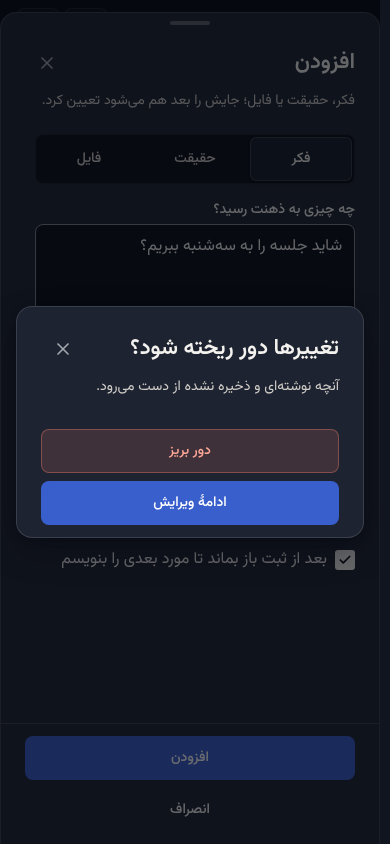 افزودن
فکر، حقیقت یا فایل؛ جایش را بعد هم می‌شود تعیین کرد.
فکر
حقیقت
فایل
چه چیزی به ذهنت رسید؟
شاید جلسه را به سه‌شنبه ببریم؟
تغییرها دور ریخته شود؟
آنچه نوشته‌ای و ذخیره نشده از دست می‌رود.
دور بریز
ادامهٔ ویرایش
بعد از ثبت باز بماند تا مورد بعدی را بنویسم
افزودن
انصراف